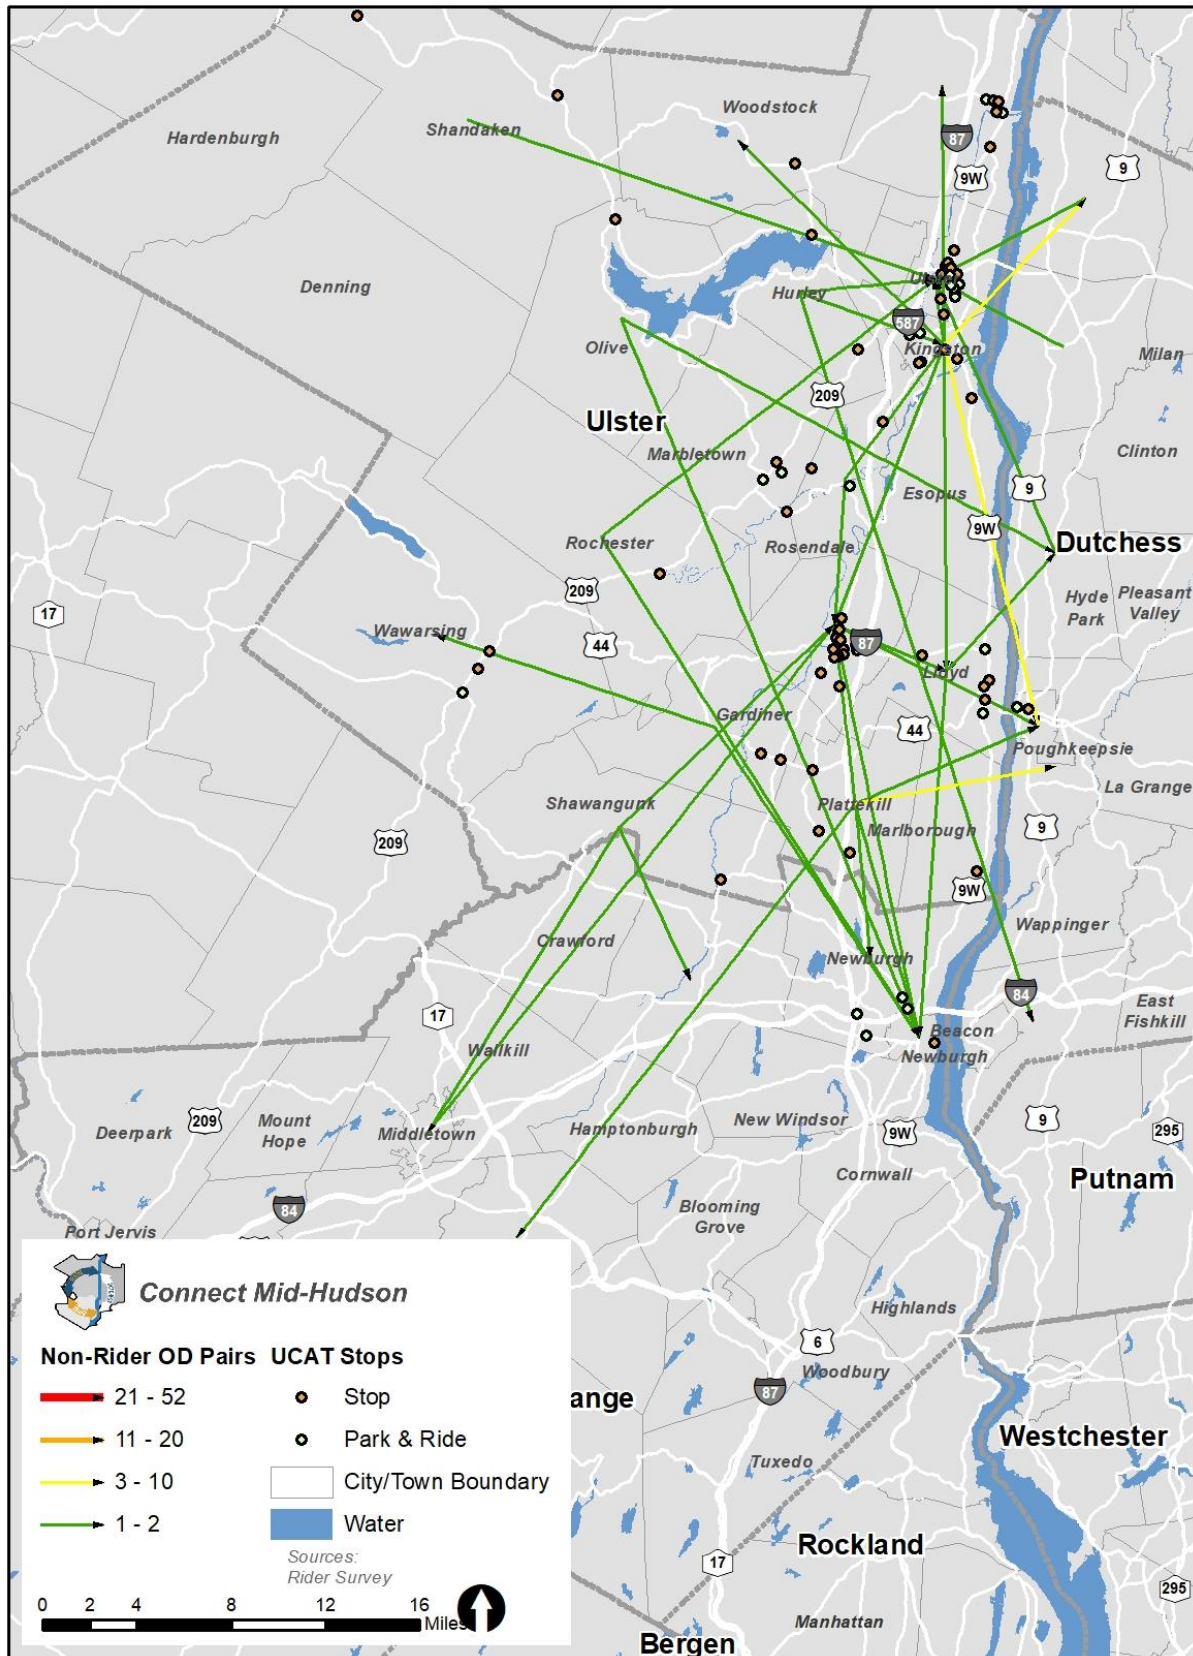 Woodstock
Hardenburgh
Shandaken
87
9
9W
Denning
Hurley
587
Olive
Kingston
Milan
209
Ulster
Marbletown
Clinton
Esopus
9
9W
Rochester
Rosendale
Dutchess
209
Hyde
Park
Pleasant
Valley
17
Wawarsing
44
87
Lloyd
Gardiner
44
Poughkeepsie
La Grange
Shawangunk
Plattekill
Marlborough
209
9
9W
Wappinger
Crawford
Newburgh
84
East
Fishkill
17
Beacon
Wallkill
Newburgh
209
Mount
Hope
Deerpark
Middletown
Hamptonburgh
New Windsor
9W
9
295
Cornwall
Putnam
84
Blooming
Grove
Port Jervis
Connect Mid-Hudson
Highlands
6
Woodbury
87
ange
Westchester
Tuxedo
Rockland
17
295
Manhattan
Bergen
Non-Rider OD Pairs
21 - 52
11 - 20
3 - 10
1 - 2
UCAT Stops
Stop
Park & Ride
City/Town Boundary
Water
Sources:
Rider Survey
0 2 4 8 12 16
Miles